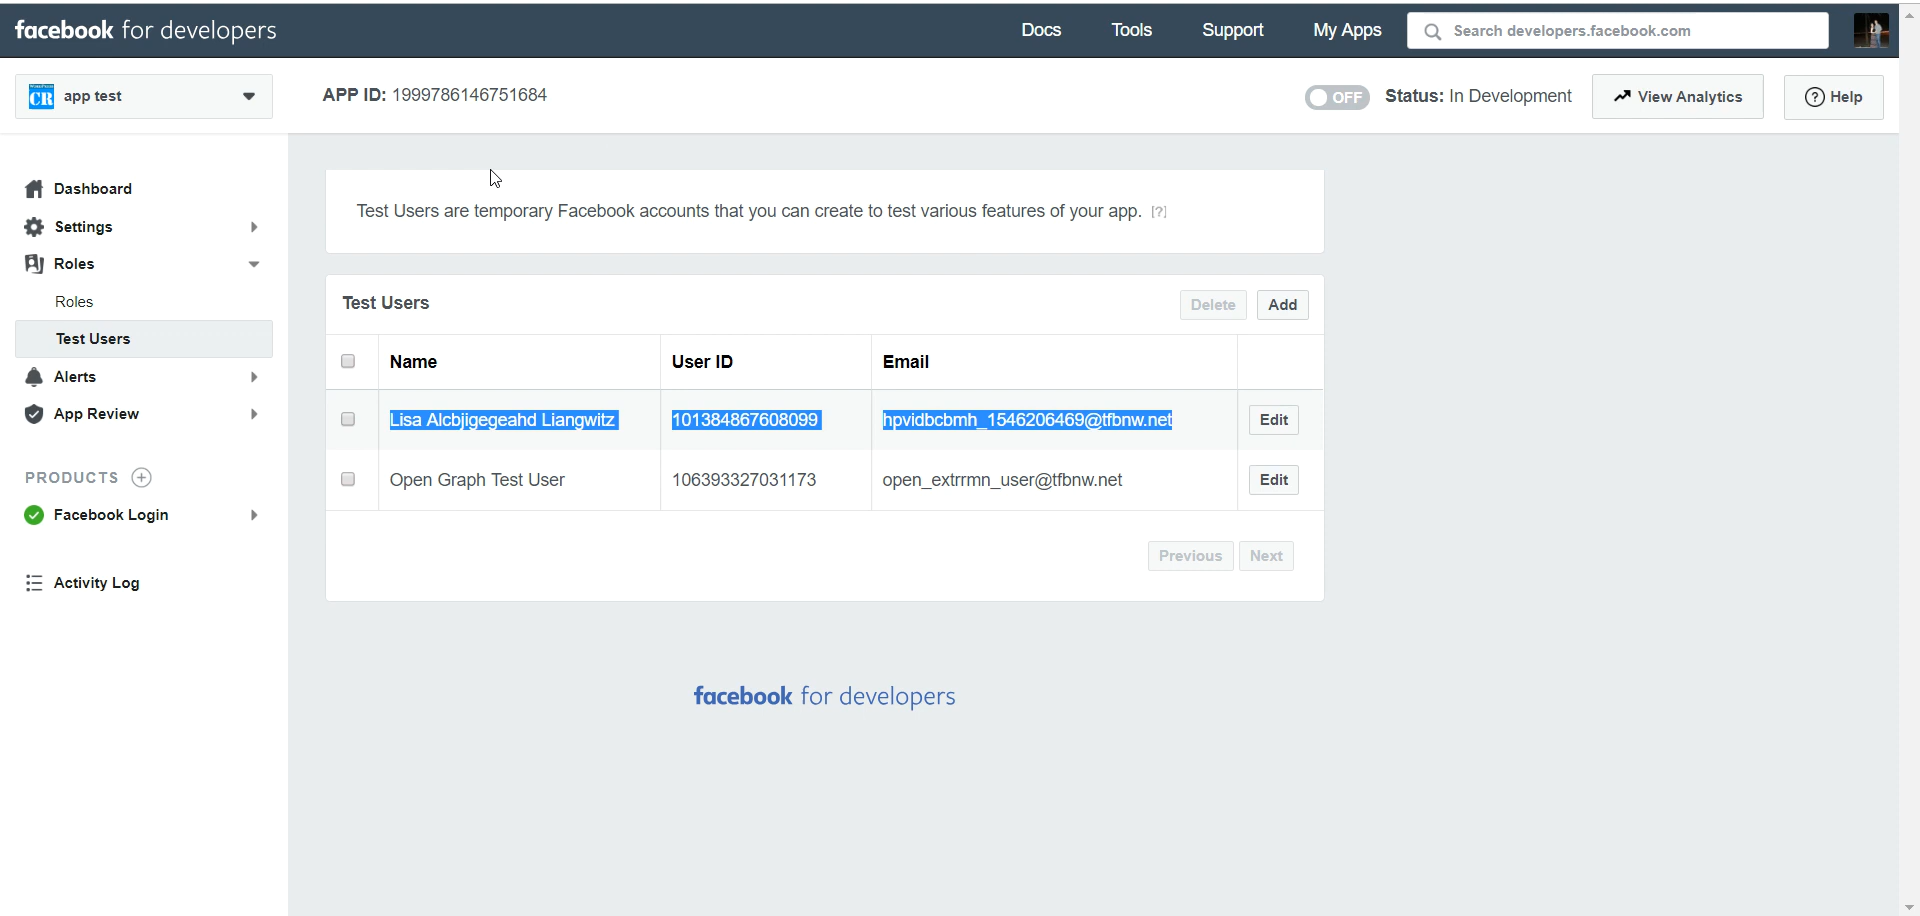 facebook for developers
Docs Tools Support My Apps Search developers.facebook.com
CR app test
APP ID: 1999786146751684
OFF Status: In Development View Analytics ? Help
Dashboard
Settings
Roles
Roles
Test Users
Alerts
App Review
PRODUCTS +
Facebook Login
Activity Log
Test Users are temporary Facebook accounts that you can create to test various features of your app. [?]
Test Users Delete Add
Name User ID Email
Lisa Alcbjigegeahd Liangwitz 101384867608099 hpvidbcbmh_1546206469@tfbnw.net Edit
Open Graph Test User 106393327031173 open_extrrmn_user@tfbnw.net Edit
Previous Next
facebook for developers